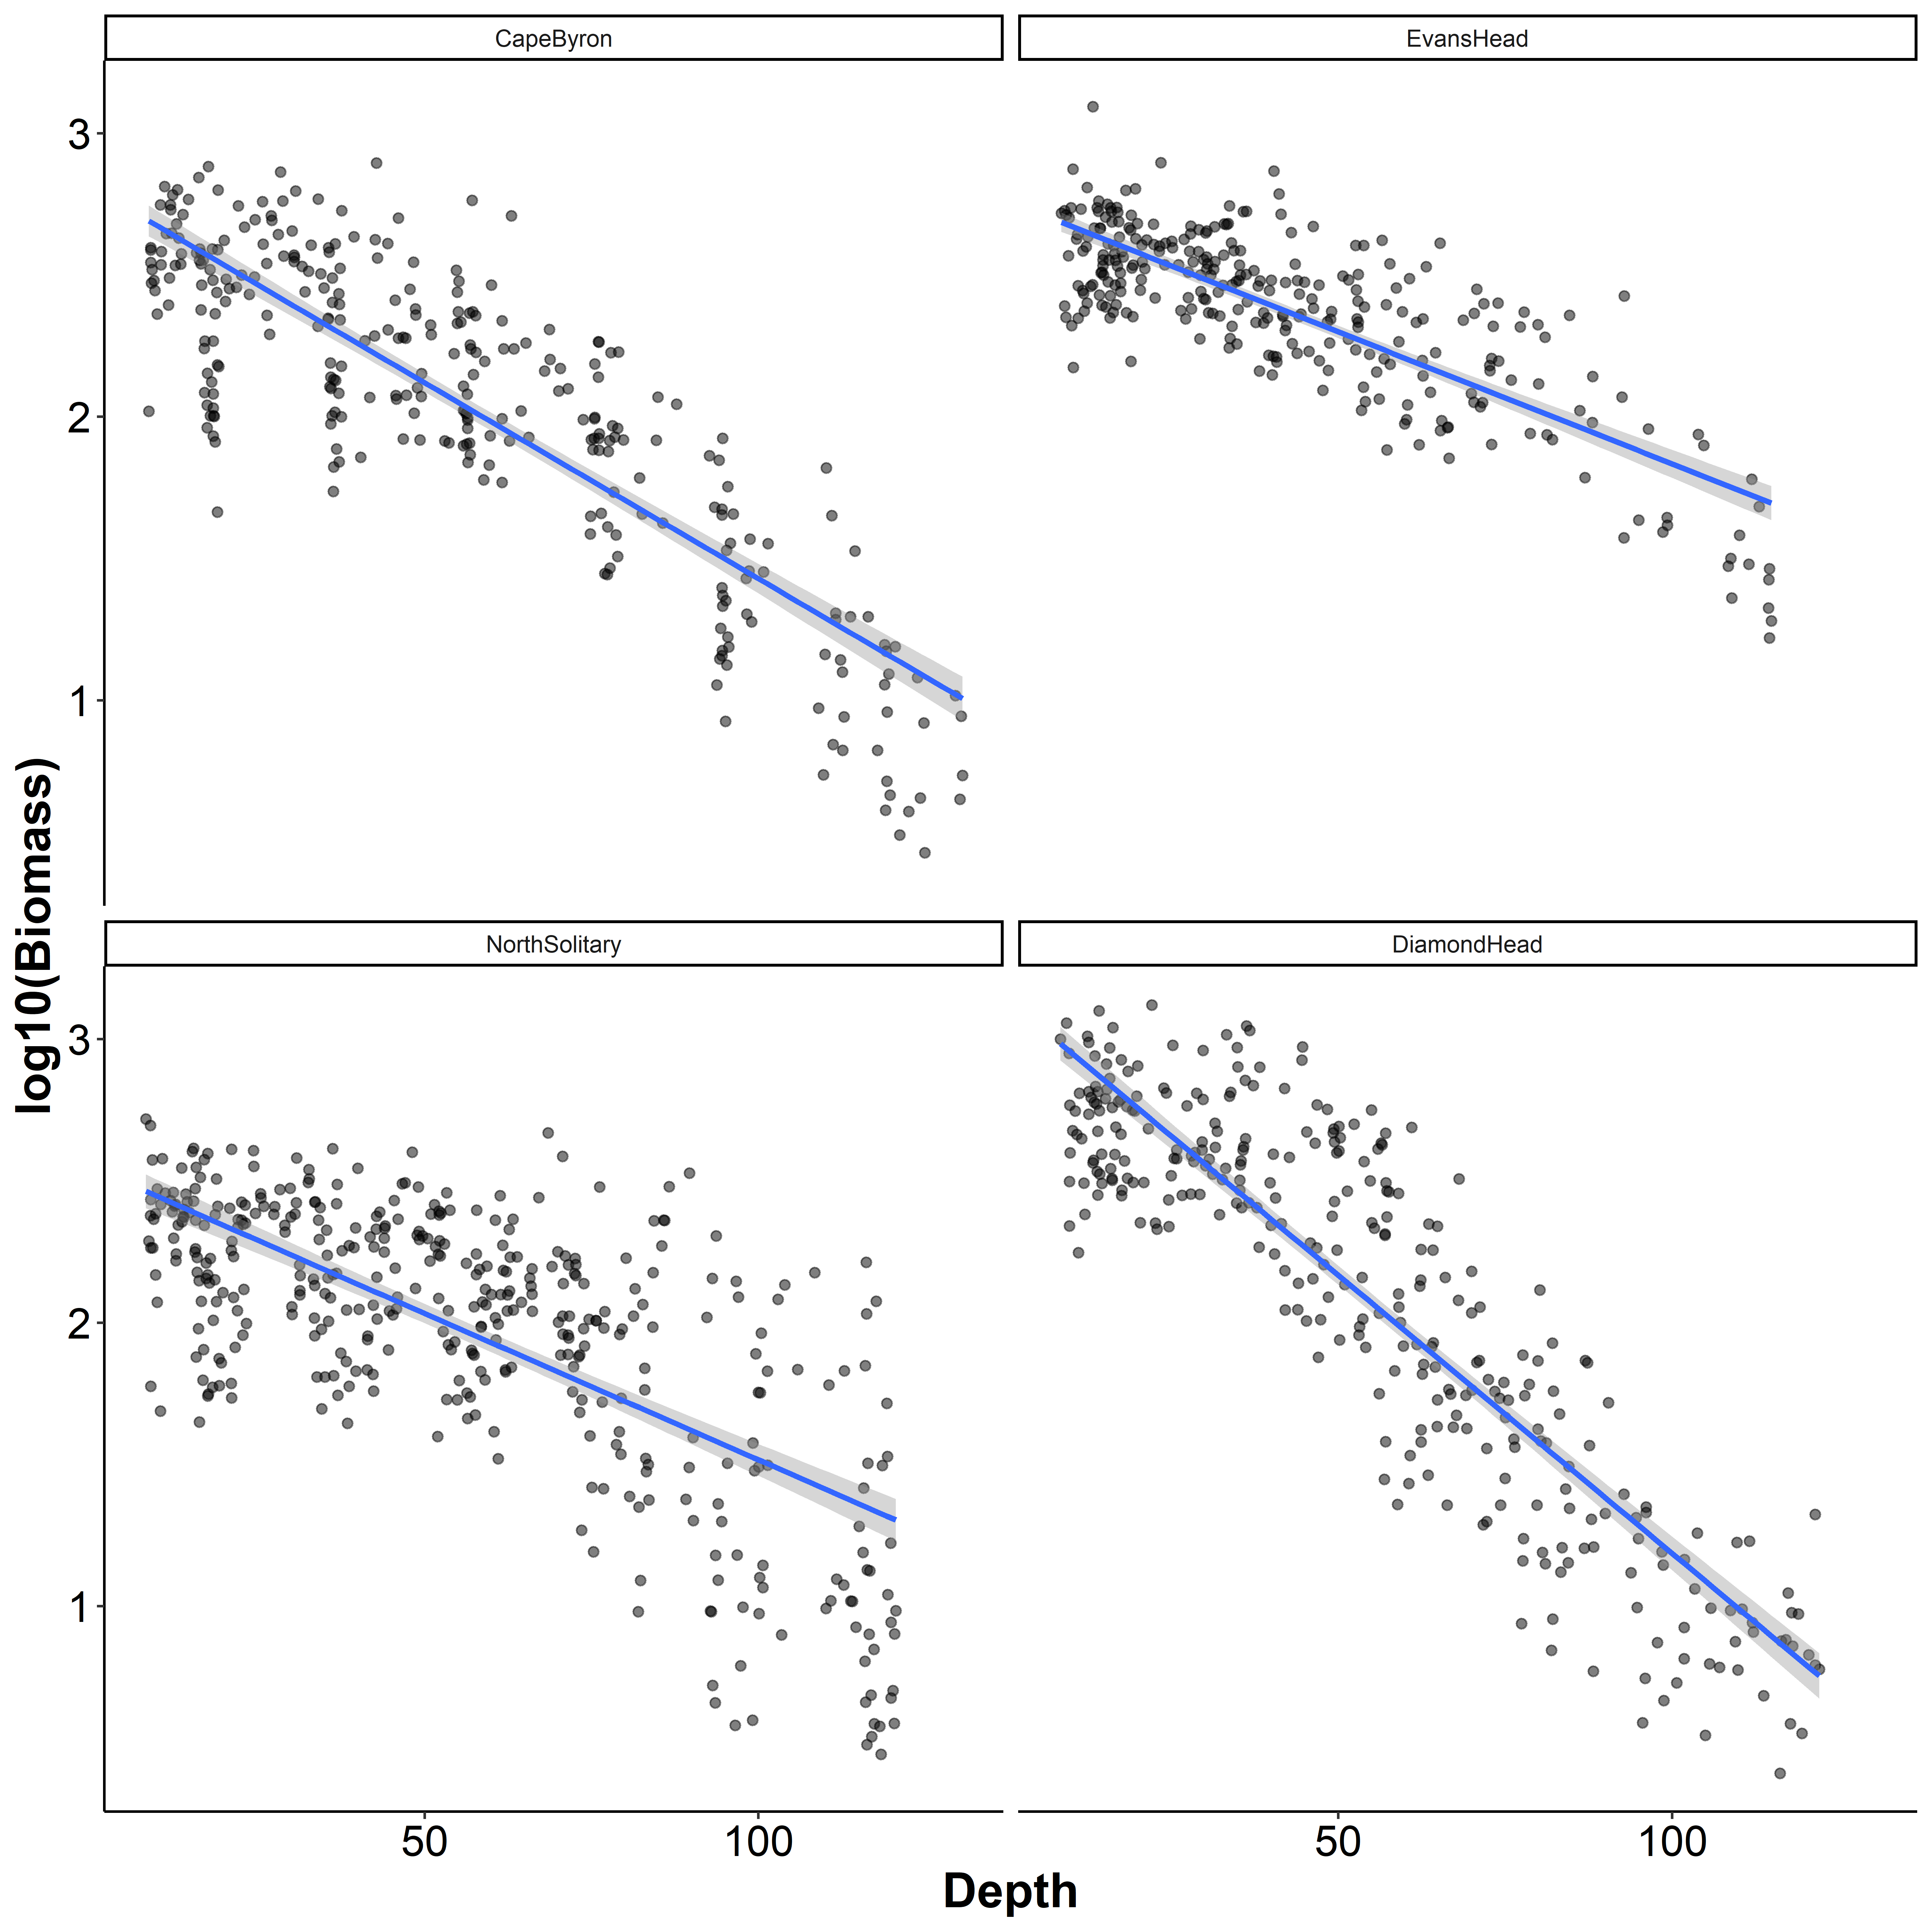 CapeByron
EvansHead
3
2
1
NorthSolitary
DiamondHead
3
2
1
50
100
50
100
Depth
log10(Biomass)